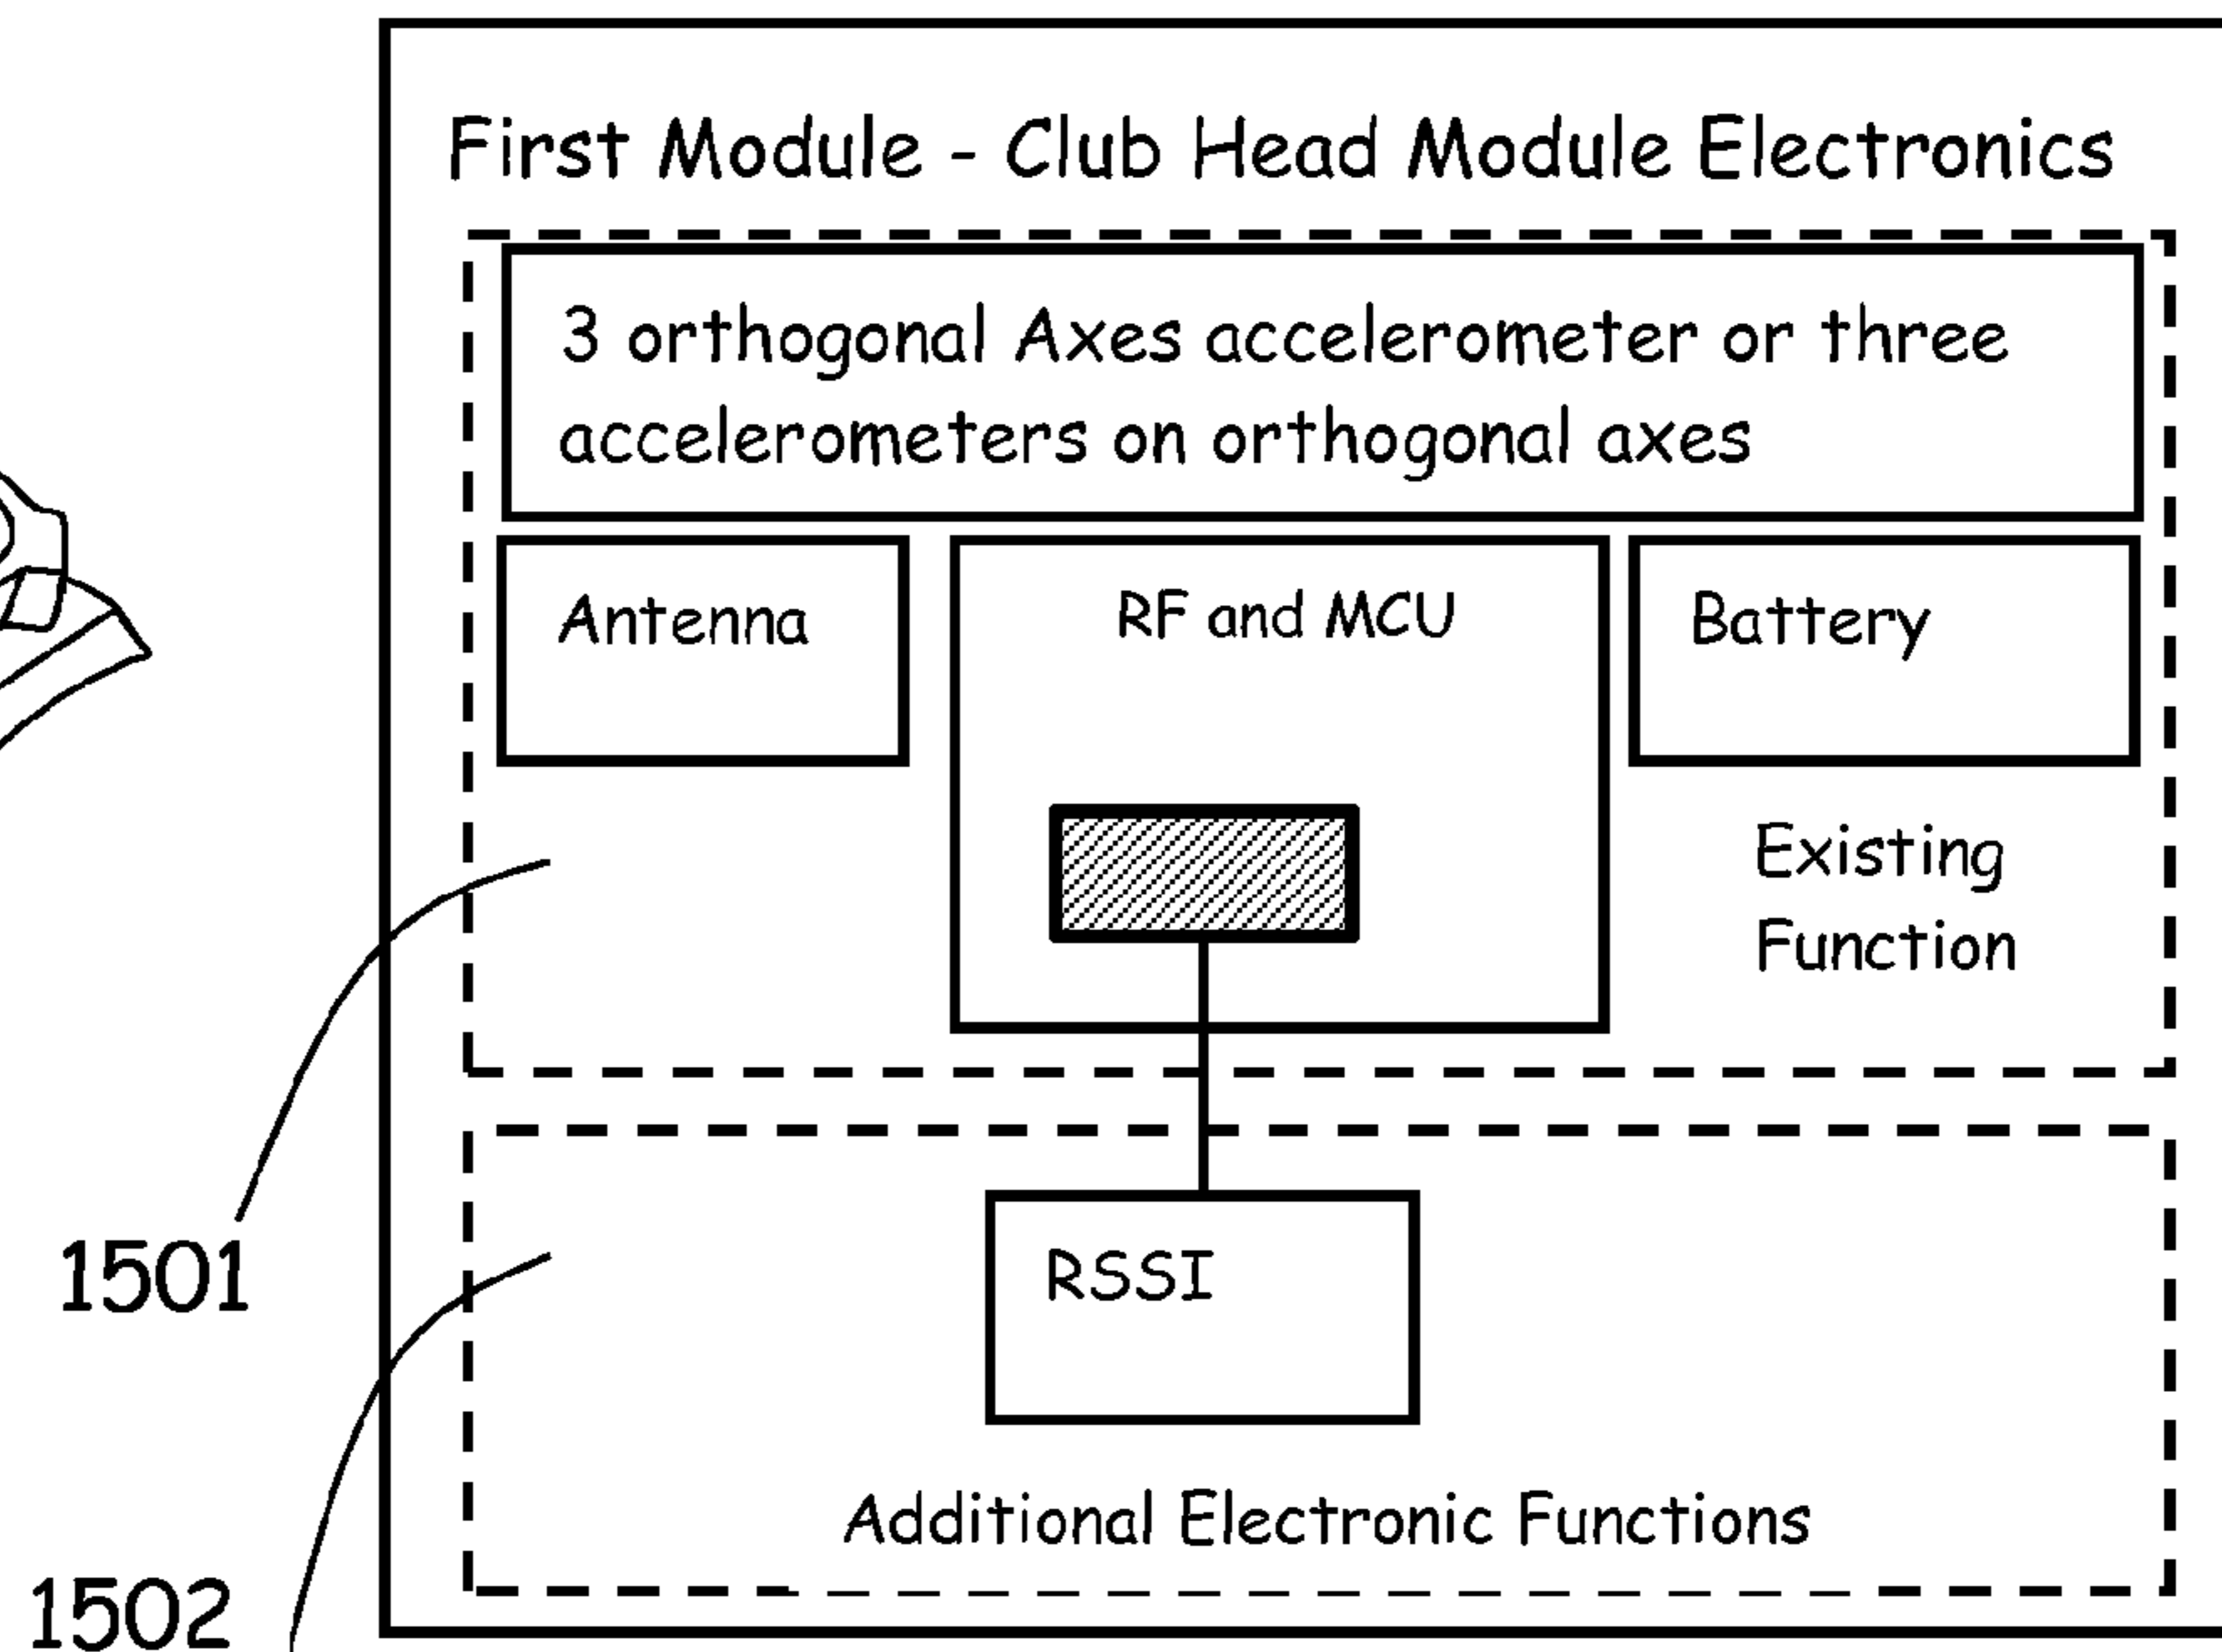 First Module - Club Head Module Electronics
3 orthogonal Axes accelerometer or three
accelerometers on orthogonal axes
Antenna
RF and MCU
Battery
Existing
Function
1501
RSSI
Additional Electronic Functions
1502